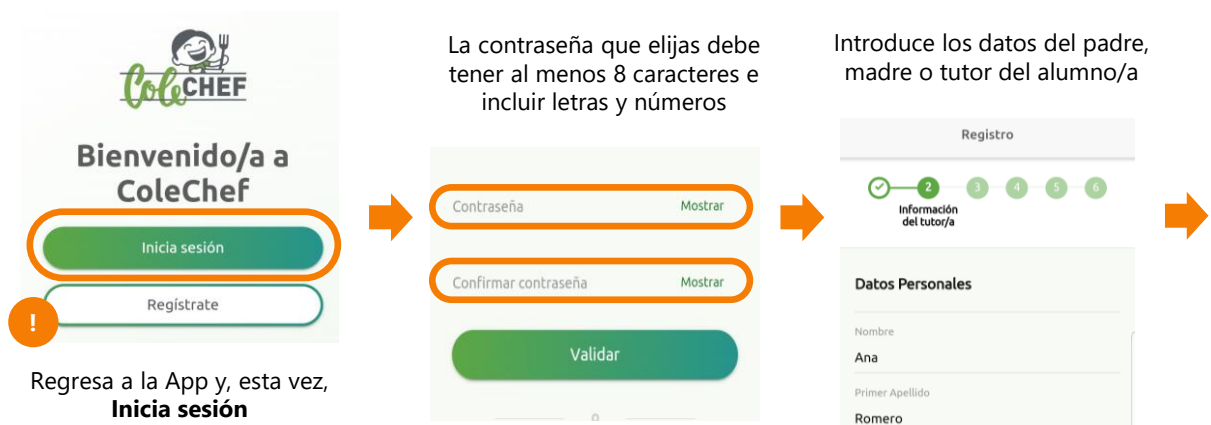 ColeCHEF
Bienvenido/a a
ColeChef
Inicia sesión
Regístrate
!
Regresa a la App y, esta vez,
Inicia sesión
La contraseña que elijas debe
tener al menos 8 caracteres e
incluir letras y números
Contraseña Mostrar
Confirmar contraseña Mostrar
Validar
Introduce los datos del padre,
madre o tutor del alumno/a
Registro
2 3 4 5 6
Información
del tutor/a
Datos Personales
Nombre
Ana
Primer Apellido
Romero